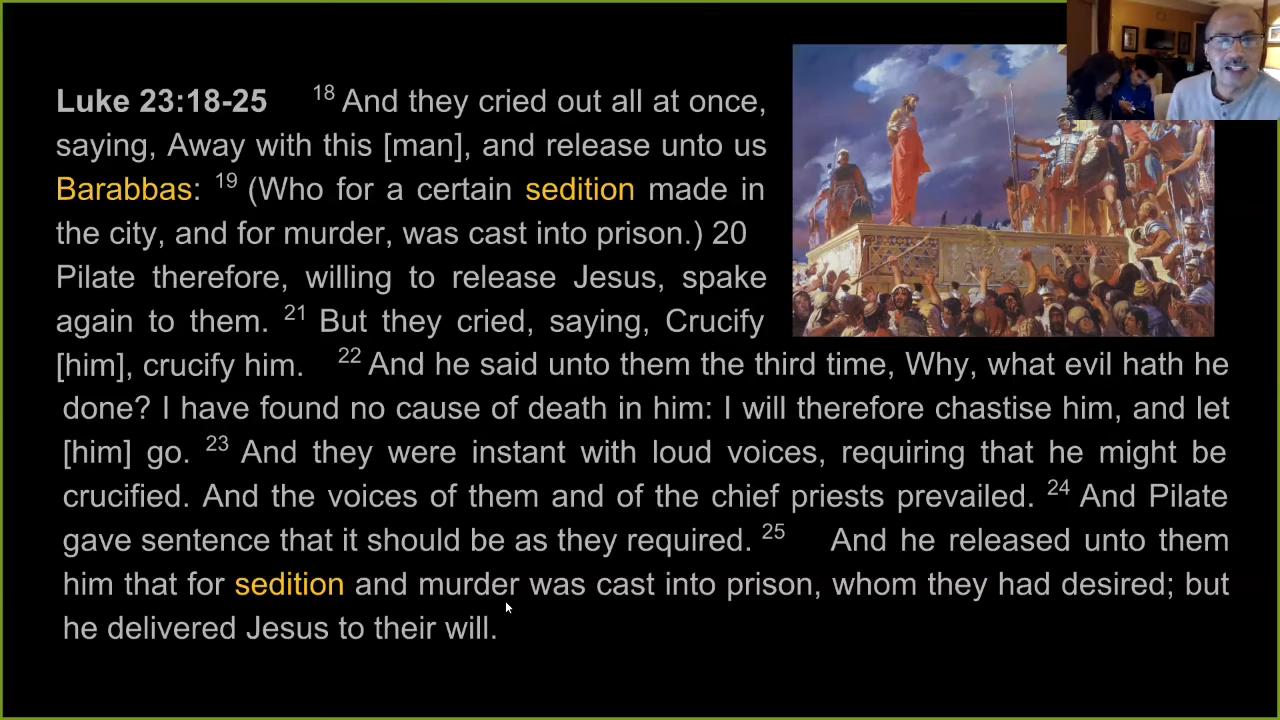 Luke 23:18-25 18 And they cried out all at once,
saying, Away with this [man], and release unto us
Barabbas: 19 (Who for a certain sedition made in
the city, and for murder, was cast into prison.) 20
Pilate therefore, willing to release Jesus, spake
again to them. 21 But they cried, saying, Crucify
[him], crucify him. 22 And he said unto them the third time, Why, what evil hath he
done? I have found no cause of death in him: I will therefore chastise him, and let
[him] go. 23 And they were instant with loud voices, requiring that he might be
crucified. And the voices of them and of the chief priests prevailed. 24 And Pilate
gave sentence that it should be as they required. 25 And he released unto them
him that for sedition and murder was cast into prison, whom they had desired; but
he delivered Jesus to their will.